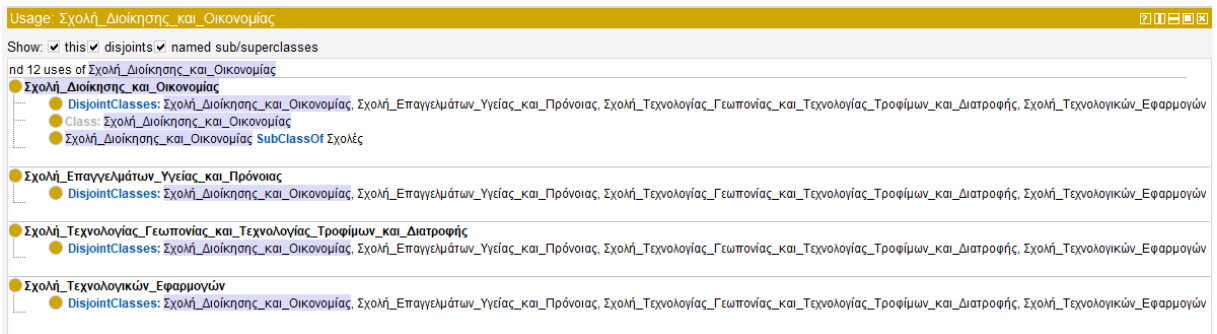 Usage: Σχολή_Διοίκησης_και_Οικονομίας
Show: this disjoints named sub/superclasses
nd 12 uses of Σχολή_Διοίκησης_και_Οικονομίας
Σχολή_Διοίκησης_και_Οικονομίας
DisjointClasses: Σχολή_Διοίκησης_και_Οικονομίας, Σχολή_Επαγγελμάτων_Υγείας_και_Πρόνοιας, Σχολή_Τεχνολογίας_Γεωπονίας_και_Τεχνολογίας_Τροφίμων_και_Διατροφής, Σχολή_Τεχνολογικών_Εφαρμογών
Class: Σχολή_Διοίκησης_και_Οικονομίας
Σχολή_Διοίκησης_και_Οικονομίας SubClassOf Σχολές
Σχολή_Επαγγελμάτων_Υγείας_και_Πρόνοιας
DisjointClasses: Σχολή_Διοίκησης_και_Οικονομίας, Σχολή_Επαγγελμάτων_Υγείας_και_Πρόνοιας, Σχολή_Τεχνολογίας_Γεωπονίας_και_Τεχνολογίας_Τροφίμων_και_Διατροφής, Σχολή_Τεχνολογικών_Εφαρμογών
Σχολή_Τεχνολογίας_Γεωπονίας_και_Τεχνολογίας_Τροφίμων_και_Διατροφής
DisjointClasses: Σχολή_Διοίκησης_και_Οικονομίας, Σχολή_Επαγγελμάτων_Υγείας_και_Πρόνοιας, Σχολή_Τεχνολογίας_Γεωπονίας_και_Τεχνολογίας_Τροφίμων_και_Διατροφής, Σχολή_Τεχνολογικών_Εφαρμογών
Σχολή_Τεχνολογικών_Εφαρμογών
DisjointClasses: Σχολή_Διοίκησης_και_Οικονομίας, Σχολή_Επαγγελμάτων_Υγείας_και_Πρόνοιας, Σχολή_Τεχνολογίας_Γεωπονίας_και_Τεχνολογίας_Τροφίμων_και_Διατροφής, Σχολή_Τεχνολογικών_Εφαρμογών